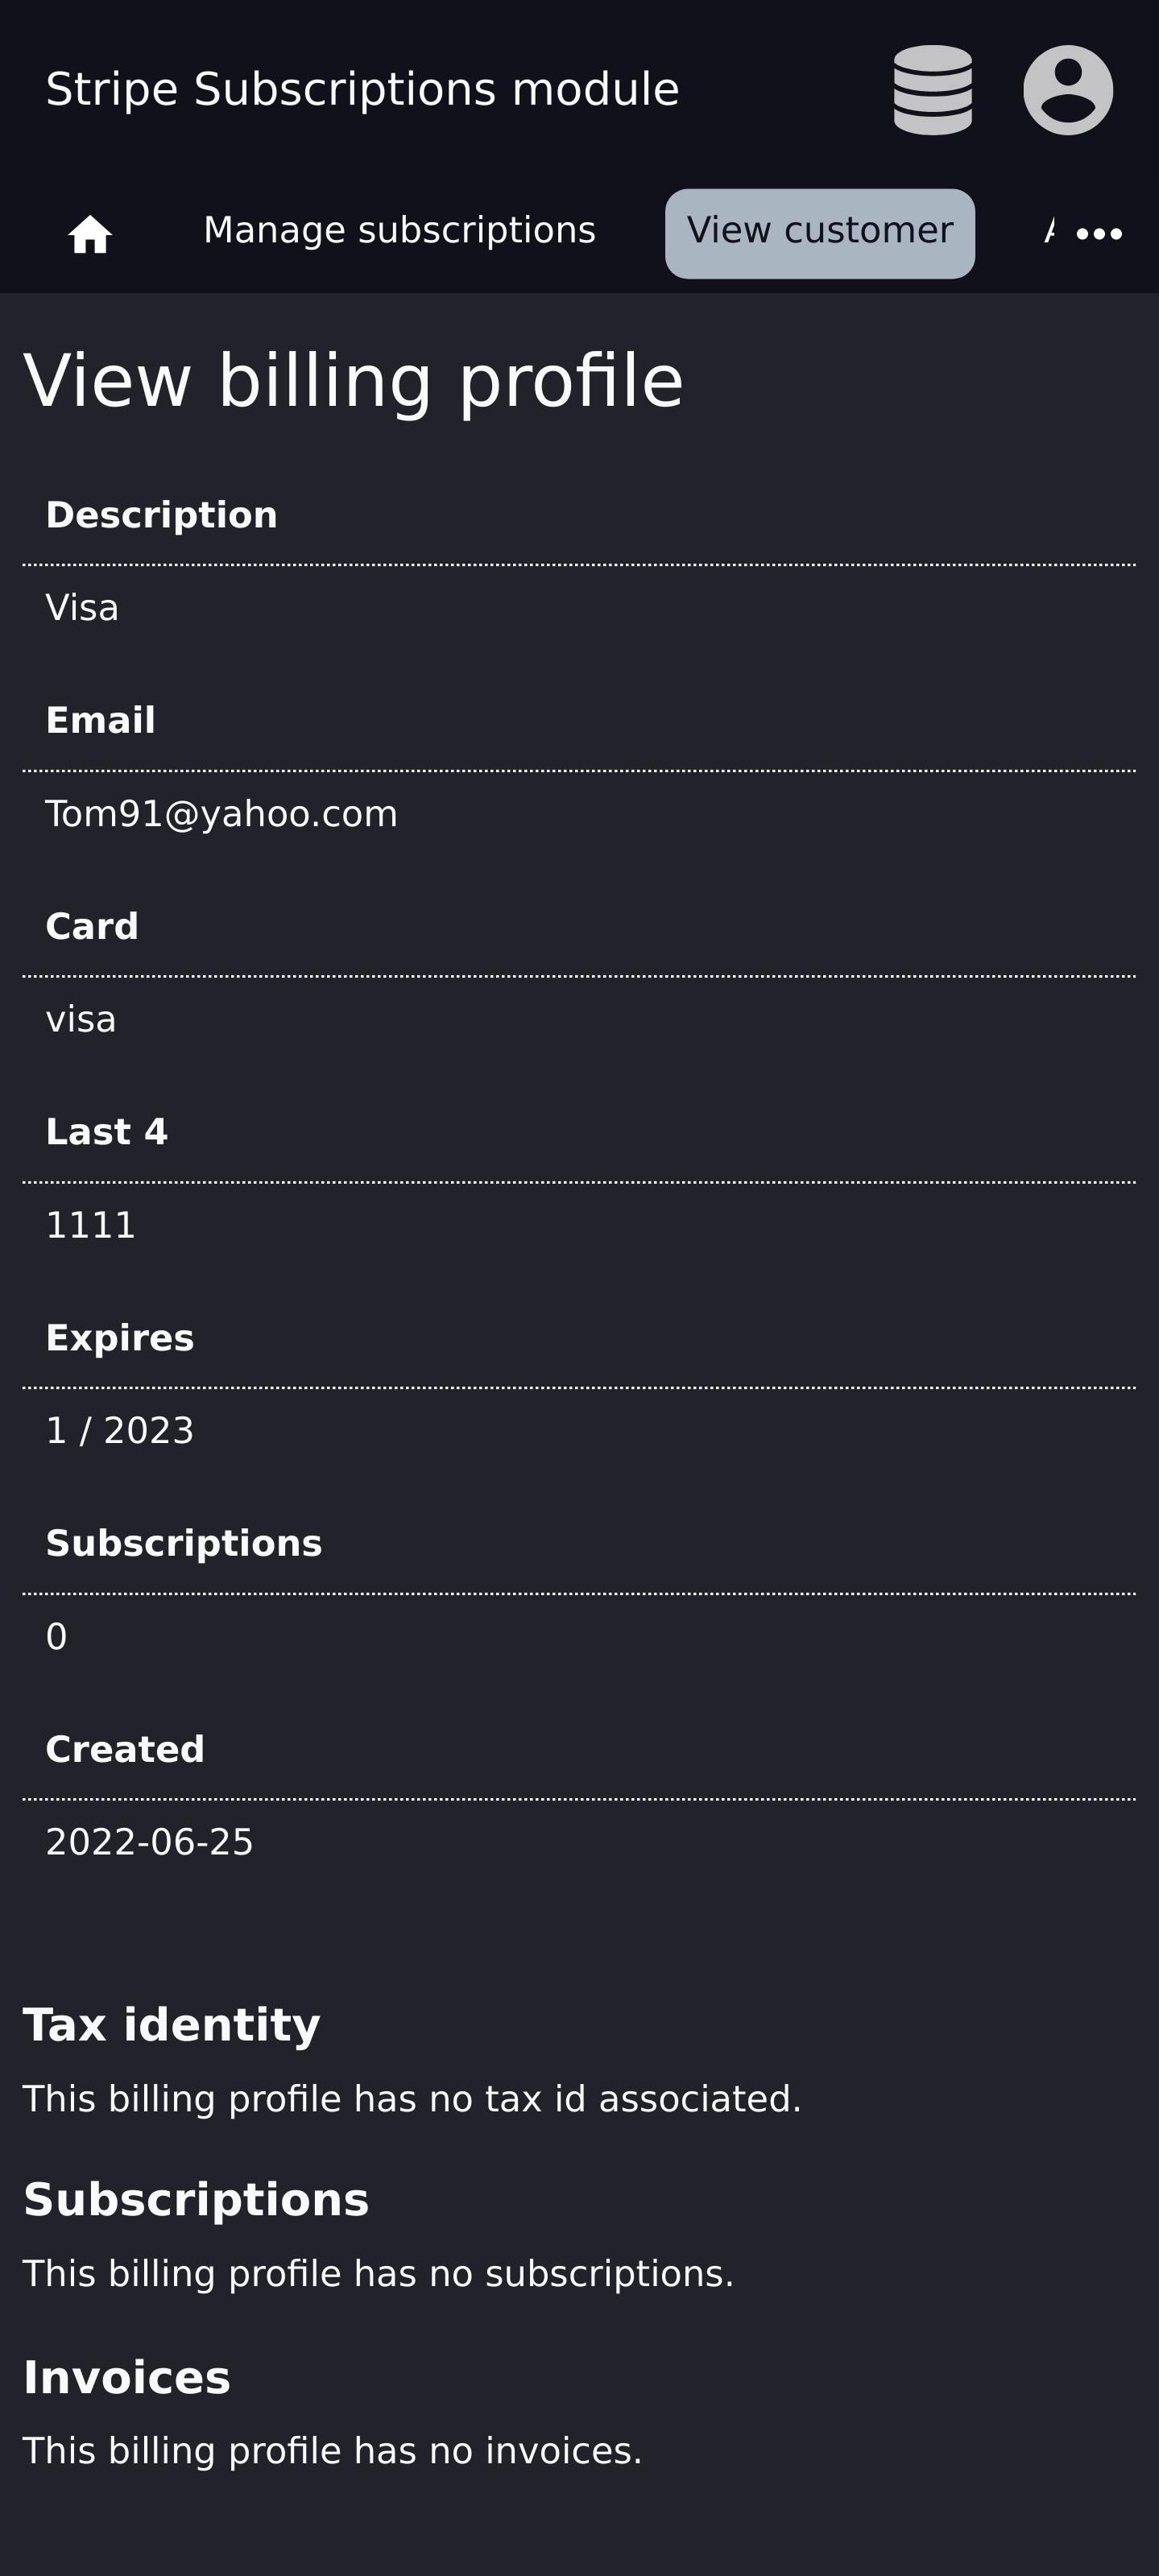 Stripe Subscriptions module
Manage subscriptions View customer
View billing profile
Description
Visa
Email
Tom91@yahoo.com
Card
visa
Last 4
1111
Expires
1 / 2023
Subscriptions
0
Created
2022-06-25
Tax identity
This billing profile has no tax id associated.
Subscriptions
This billing profile has no subscriptions.
Invoices
This billing profile has no invoices.